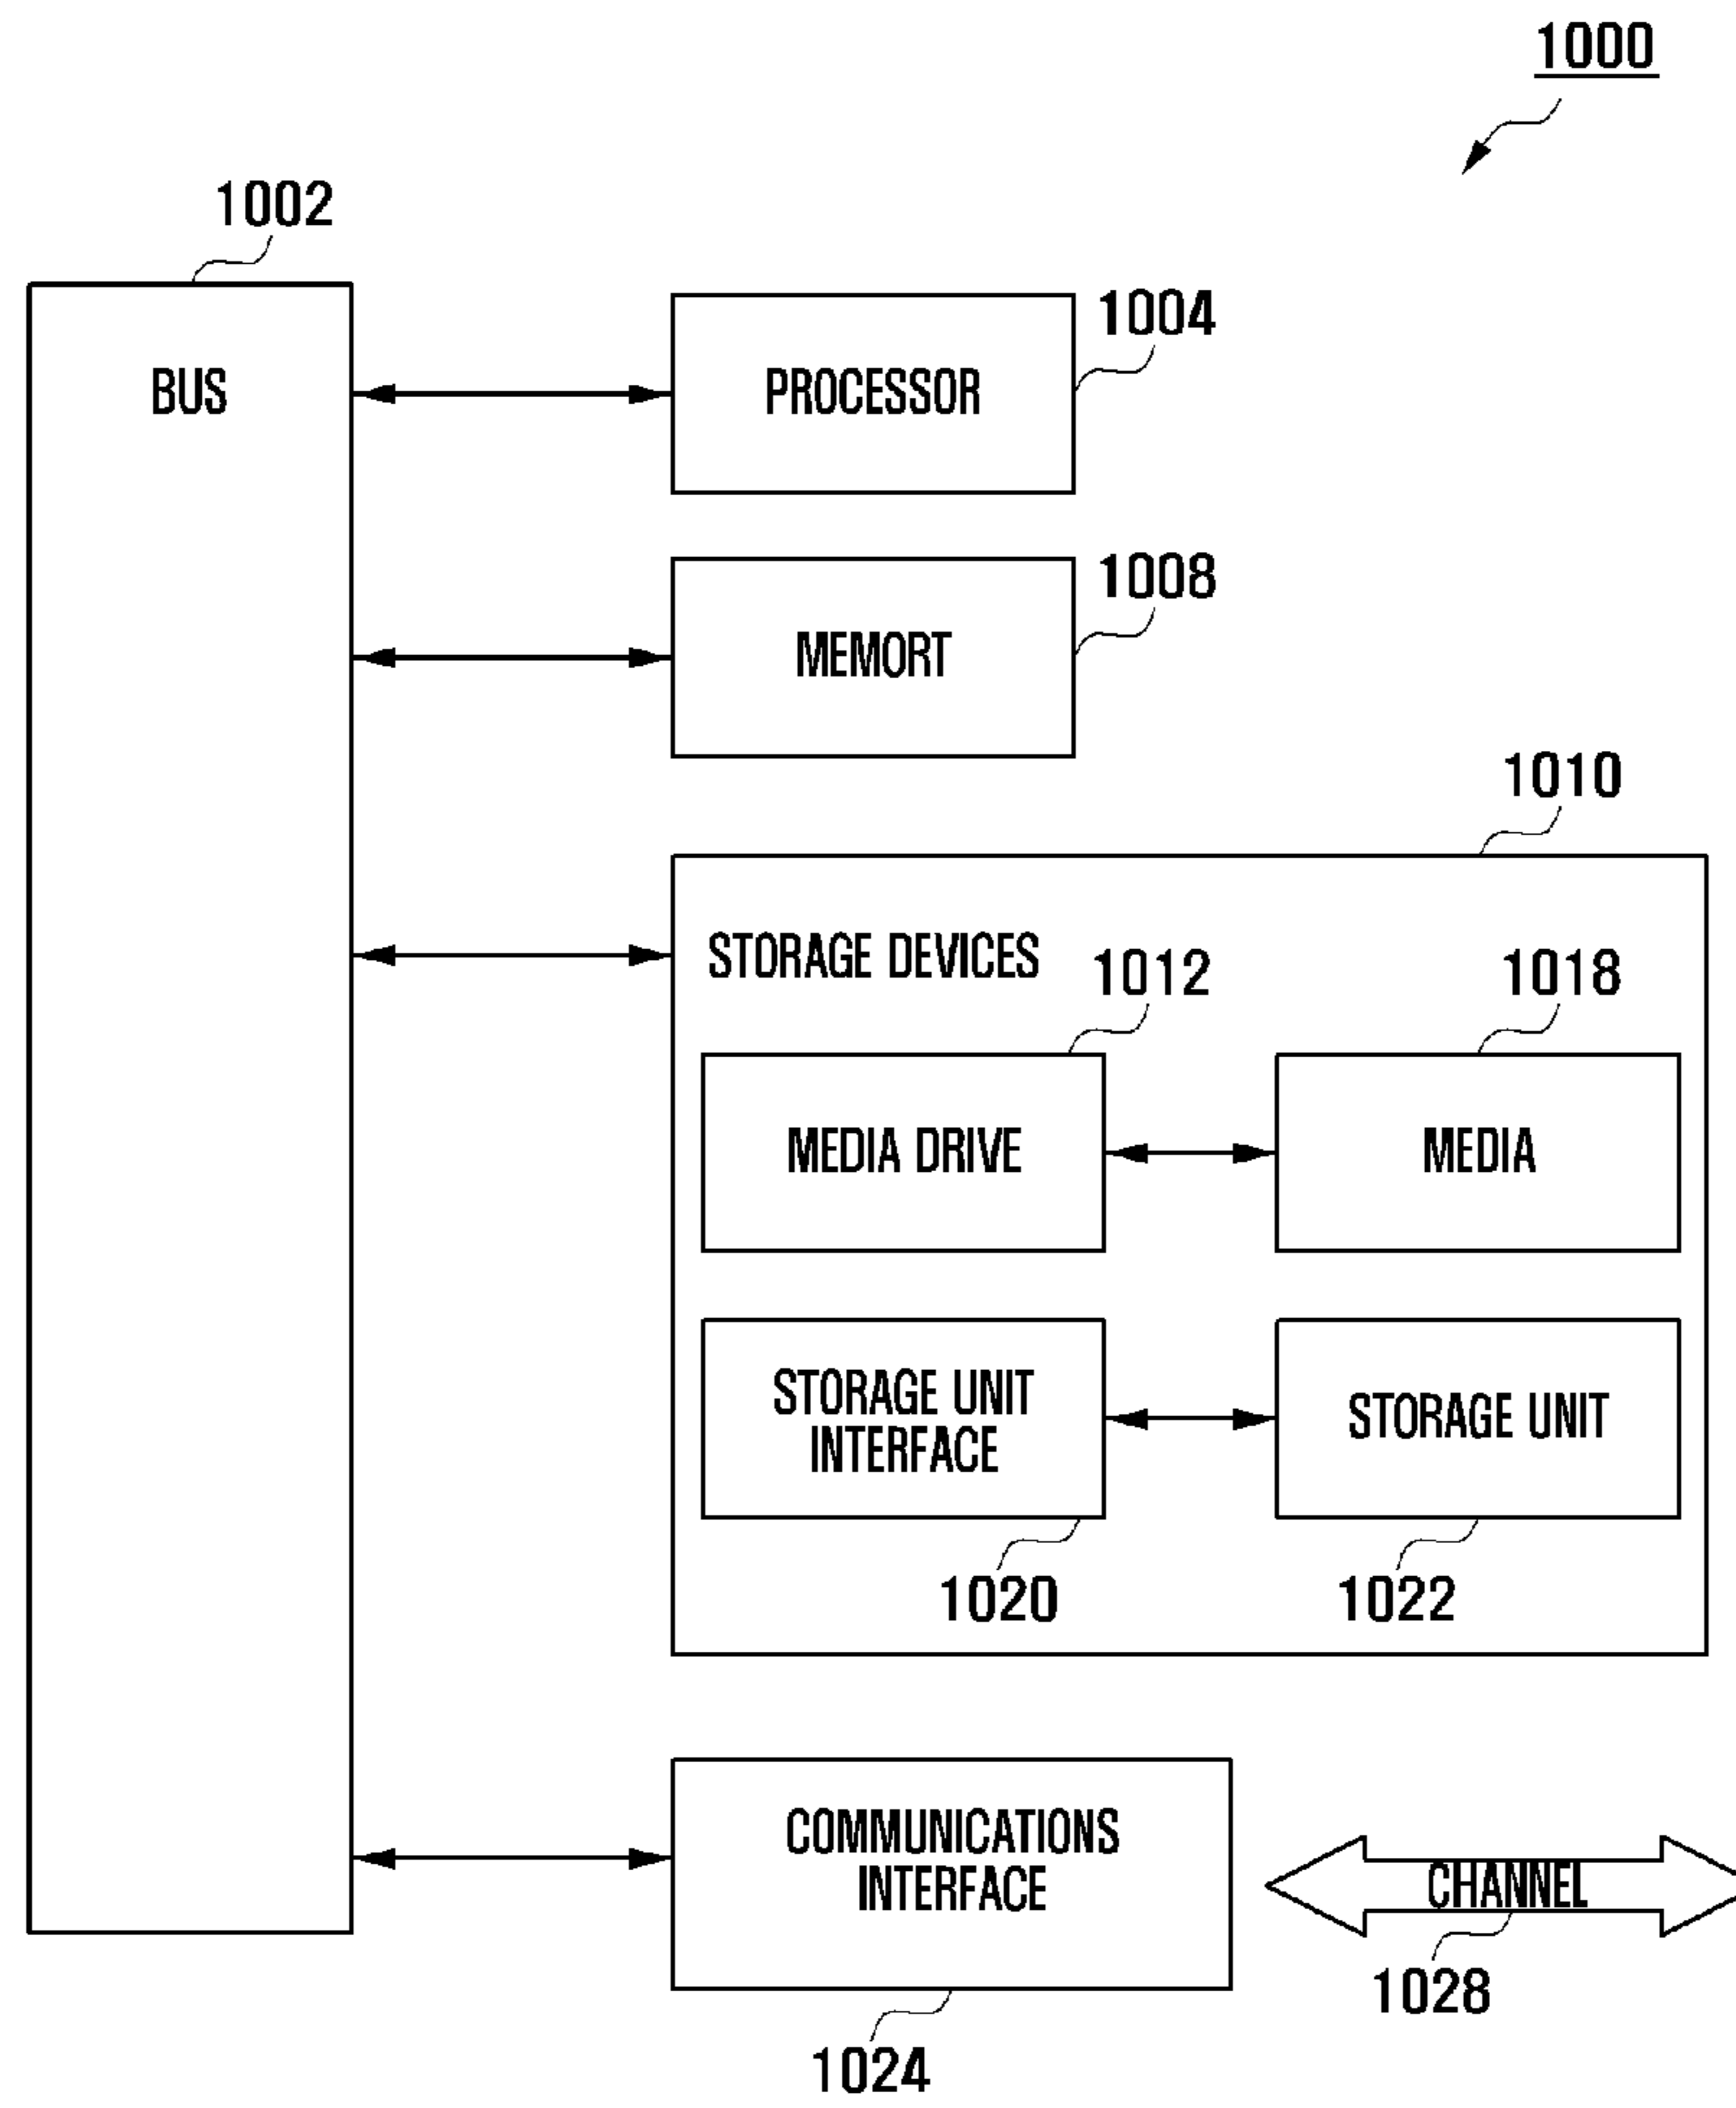 1000
1002
BUS
1004
PROCESSOR
1008
MEMORT
1010
STORAGE DEVICES
1012
1018
MEDIA DRIVE
MEDIA
STORAGE UNIT
INTERFACE
STORAGE UNIT
1020
1022
COMMUNICATIONS
INTERFACE
CHANNEL
1028
1024